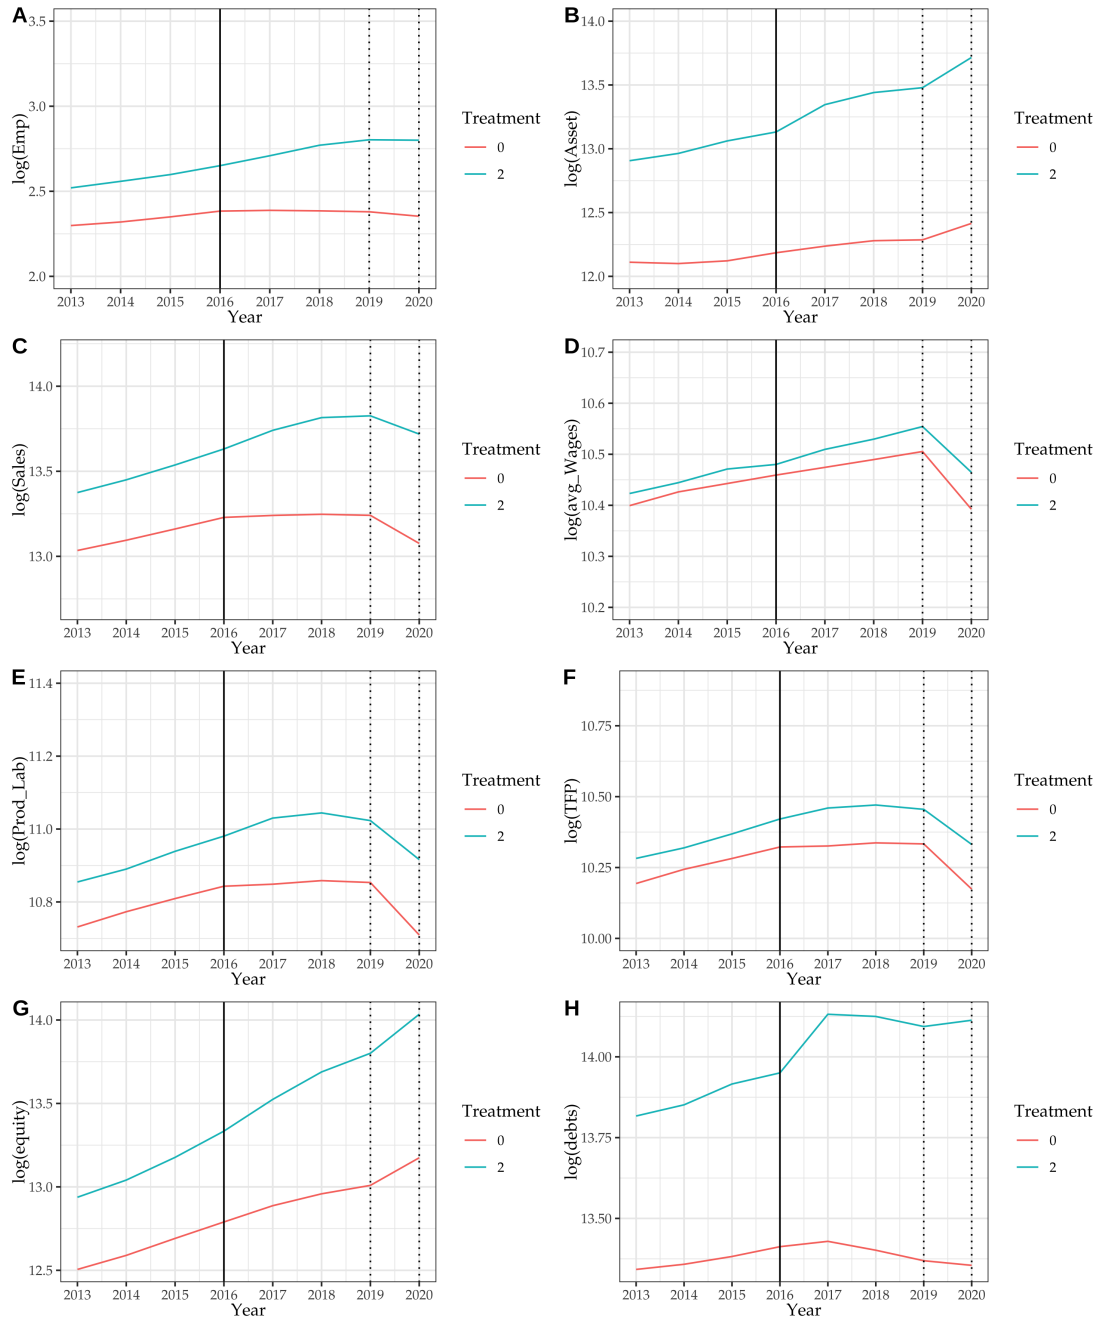 A
log(Emp)
3.5
3.0
2.5
2.0
2013 2014 2015 2016 2017 2018 2019 2020
Year
Treatment
0
2
B
log(Asset)
14.0
13.5
13.0
12.5
12.0
2013 2014 2015 2016 2017 2018 2019 2020
Year
Treatment
0
2
C
log(Sales)
14.0
13.5
13.0
2013 2014 2015 2016 2017 2018 2019 2020
Year
Treatment
0
2
D
log(avg_Wages)
10.7
10.6
10.5
10.4
10.3
10.2
2013 2014 2015 2016 2017 2018 2019 2020
Year
Treatment
0
2
E
log(Prod_Lab)
11.4
11.2
11.0
10.8
2013 2014 2015 2016 2017 2018 2019 2020
Year
Treatment
0
2
F
log(TFP)
10.75
10.50
10.25
10.00
2013 2014 2015 2016 2017 2018 2019 2020
Year
Treatment
0
2
G
log(equity)
14.0
13.5
13.0
12.5
2013 2014 2015 2016 2017 2018 2019 2020
Year
Treatment
0
2
H
log(debts)
14.00
13.75
13.50
2013 2014 2015 2016 2017 2018 2019 2020
Year
Treatment
0
2